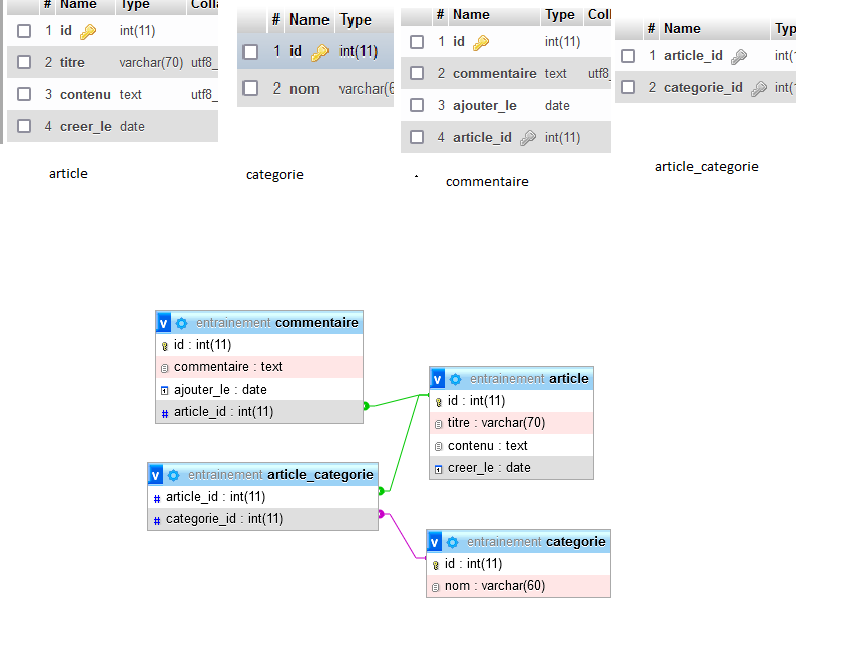 # Name Type Coll
1 id int(11)
2 titre varchar(70) utf8_
3 contenu text utf8_
4 creer_le date
article
# Name Type
1 id int(11)
2 nom varchar(6
categorie
# Name Type Coll
1 id int(11)
2 commentaire text utf8_
3 ajouter_le date
4 article_id int(11)
commentaire
# Name Typ
1 article_id int(
2 categorie_id int(
article_categorie
v entrainement commentaire
id : int(11)
commentaire : text
ajouter_le : date
# article_id : int(11)
v entrainement article
id : int(11)
titre : varchar(70)
contenu : text
creer_le : date
v entrainement article_categorie
# article_id : int(11)
# categorie_id : int(11)
v entrainement categorie
id : int(11)
nom : varchar(60)